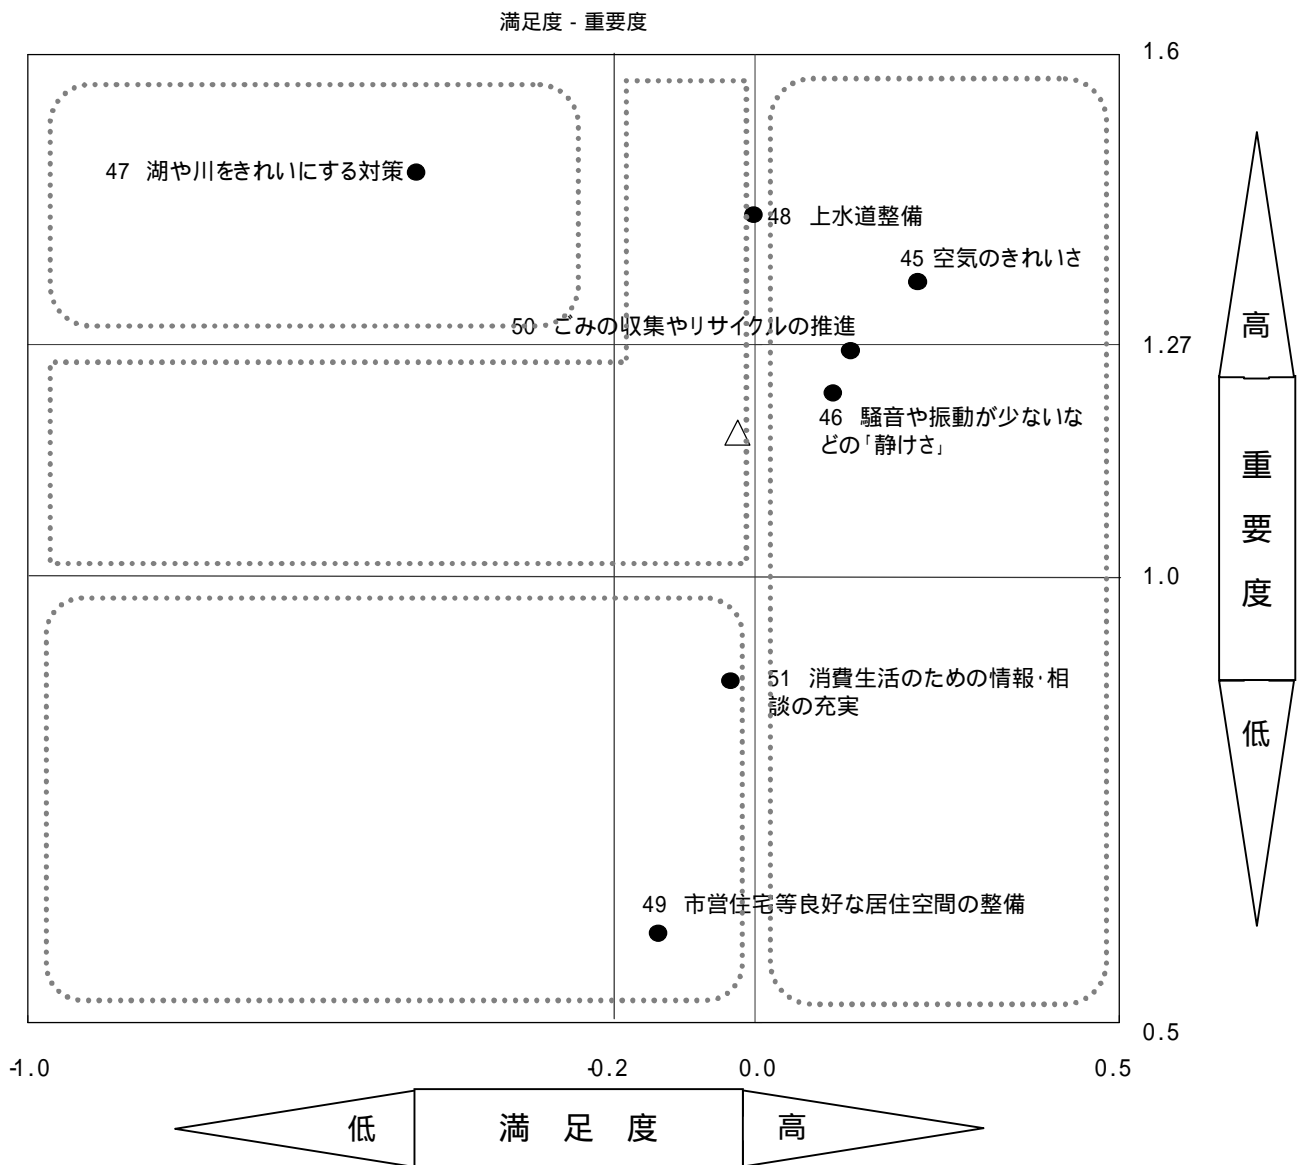 満足度 - 重要度
1.6
47 湖や川をきれいにする対策
48 上水道整備
45 空気のきれいさ
高
50 ごみの収集やリサイクルの推進
1.27
46 騒音や振動が少ないな
どの「静けさ」
重
要
度
1.0
51 消費生活のための情報・相
談の充実
低
49 市営住宅等良好な居住空間の整備
0.5
-1.0 -0.2 0.0 0.5
低 満 足 度 高